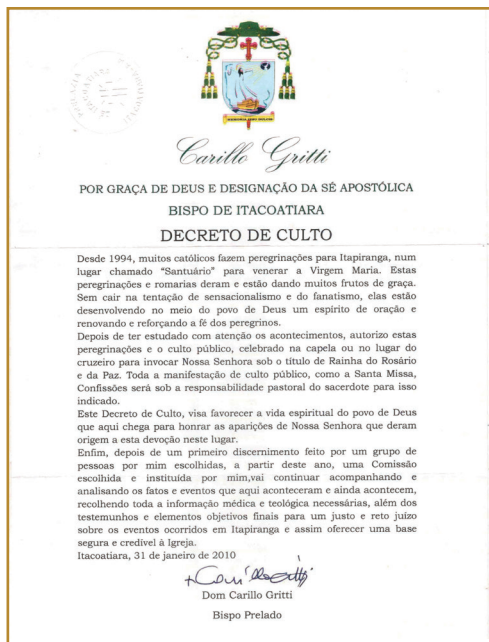 Carillo Gritti
POR GRAÇA DE DEUS E DESIGNAÇÃO DA SÉ APOSTÓLICA
BISPO DE ITACOATIARA
DECRETO DE CULTO
Desde 1994, muitos católicos fazem peregrinações para Itapiranga, num
lugar chamado "Santuário" para venerar a Virgem Maria. Estas
peregrinações e romarias deram e estão dando muitos frutos de graça.
Sem cair na tentação de sensacionalismo e do fanatismo, elas estão
desenvolvendo no meio do povo de Deus um espirito de oração e
renovando e reforçando a fé dos peregrinos.
Depois de ter estudado com atenção os acontecimentos, autorizo estas
peregrinações e o culto público, celebrado na capela ou no lugar do
cruzeiro para invocar Nossa Senhora sob o título de Rainha do Rosário
e da Paz. Toda a manifestação de culto público, como a Santa Missa,
Confissões será sob a responsabilidade pastoral do sacerdote para isso
indicado.
Este Decreto de Culto, visa favorecer a vida espiritual do povo de Deus
que aqui chega para honrar as aparições de Nossa Senhora que deram
origem a esta devoção neste lugar.
Enfim, depois de um primeiro discernimento feito por um grupo de
pessoas por mim escolhidas, a partir deste ano, uma Comissão
escolhida e instituída por mim,vai continuar acompanhando e
analisando os fatos e eventos que aqui aconteceram e ainda acontecem,
recolhendo toda a informação médica e teológica necessárias, além dos
testemunhos e elementos objetivos finais para um justo e reto juízo
sobre os eventos ocorridos em Itapiranga e assim oferecer uma base
segura e credível à Igreja.
Itacoatiara, 31 de janeiro de 2010
Dom Carillo Gritti
Bispo Prelado